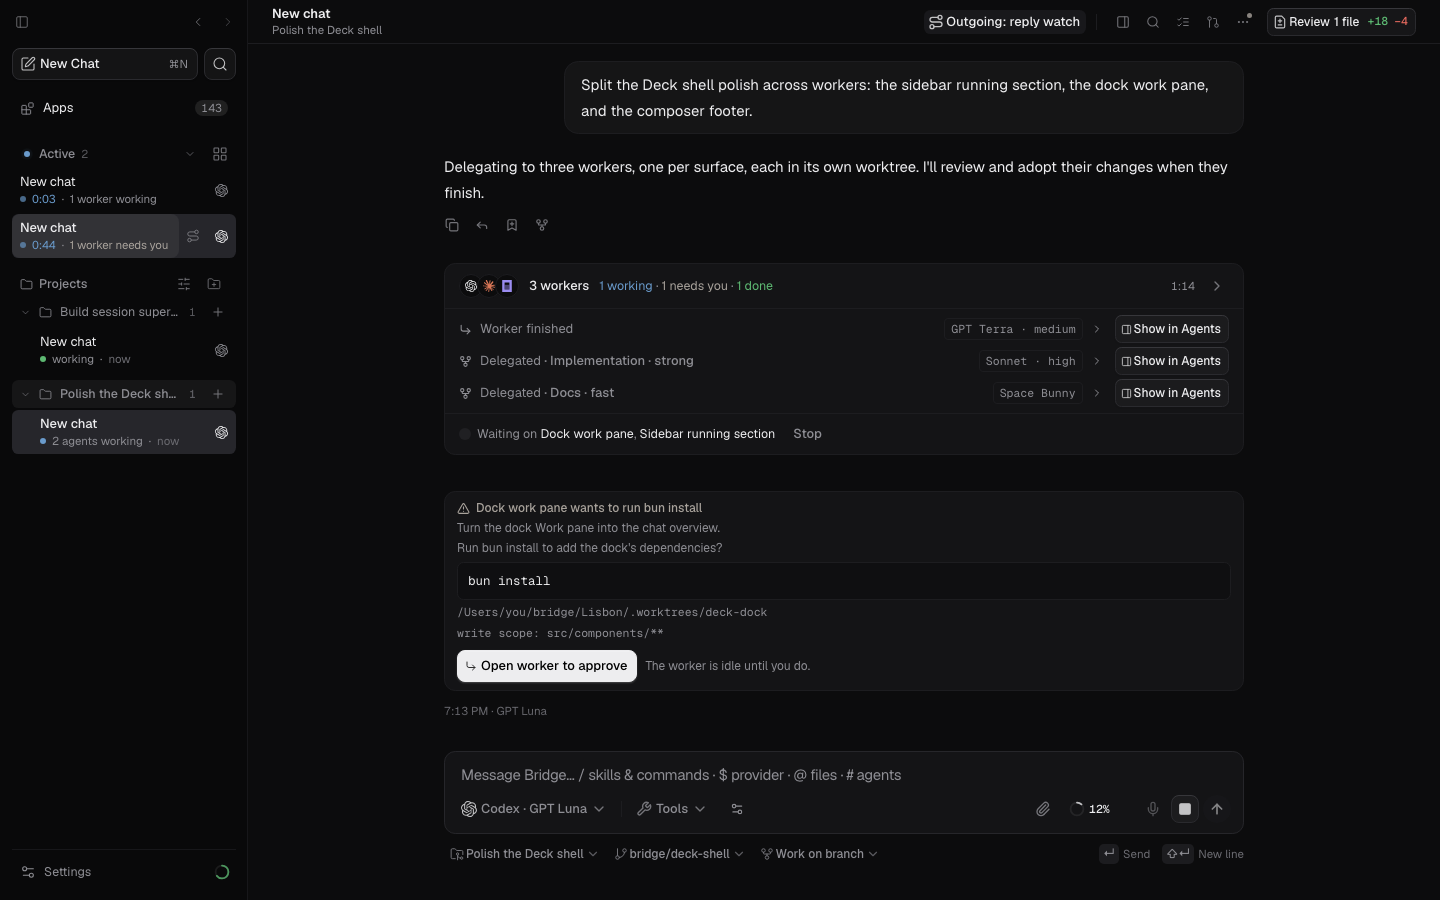 New Chat
⌘N
Apps
143
Active 2
New chat
0:03 · 1 worker working
New chat
0:44 · 1 worker needs you
Projects
Build session super... 1
New chat
working · now
Polish the Deck sh... 1
New chat
2 agents working · now
Settings
New chat
Polish the Deck shell
Outgoing: reply watch
Review 1 file +18 −4
Split the Deck shell polish across workers: the sidebar running section, the dock work pane,
and the composer footer.
Delegating to three workers, one per surface, each in its own worktree. I'll review and adopt their changes when they
finish.
3 workers 1 working · 1 needs you · 1 done 1:14
Worker finished GPT Terra · medium Show in Agents
Delegated · Implementation · strong Sonnet · high Show in Agents
Delegated · Docs · fast Space Bunny Show in Agents
Waiting on Dock work pane, Sidebar running section Stop
Dock work pane wants to run bun install
Turn the dock Work pane into the chat overview.
Run bun install to add the dock's dependencies?
bun install
/Users/you/bridge/Lisbon/.worktrees/deck-dock
write scope: src/components/**
Open worker to approve The worker is idle until you do.
7:13 PM · GPT Luna
Message Bridge... / skills & commands · $ provider · @ files · # agents
Codex · GPT Luna Tools 12%
Polish the Deck shell bridge/deck-shell Work on branch Send New line